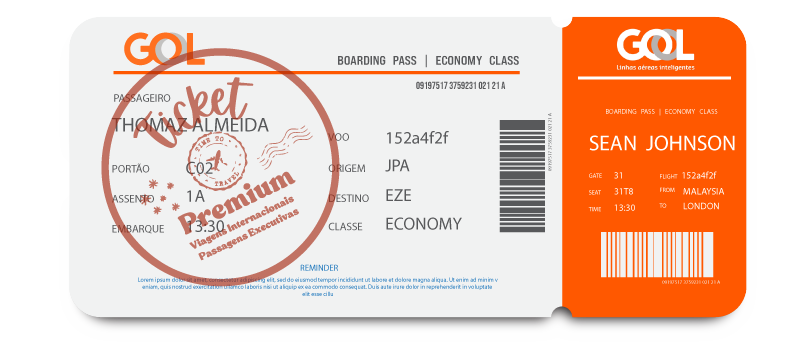 GOL
BOARDING PASS | ECONOMY CLASS
09197517 3759231 021 21 A
PASSAGEIRO
THOMAZ ALMEIDA
PORTÃO C02
ASSENTO 1A
EMBARQUE 13:30
VOO 152a4f2f
ORIGEM JPA
DESTINO EZE
CLASSE ECONOMY
09197517 3759231 021 21 A
Ticket
TIME TO
TRAVEL
Premium
Viagens Internacionais
Passagens Executivas
REMINDER
Lorem ipsum dolor sit amet, consectetur adipiscing elit, sed do eiusmod tempor incididunt ut labore et dolore magna aliqua. Ut enim ad minim v
eniam, quis nostrud exercitation ullamco laboris nisi ut aliquip ex ea commodo consequat. Duis aute irure dolor in reprehenderit in voluptate
elit esse cillu
GOL
Linhas aéreas inteligentes
BOARDING PASS | ECONOMY CLASS
SEAN JOHNSON
GATE 31 FLIGHT 152a4f2f
SEAT 31T8 FROM MALAYSIA
TIME 13:30 TO LONDON
09197517 3759231 021 21 A